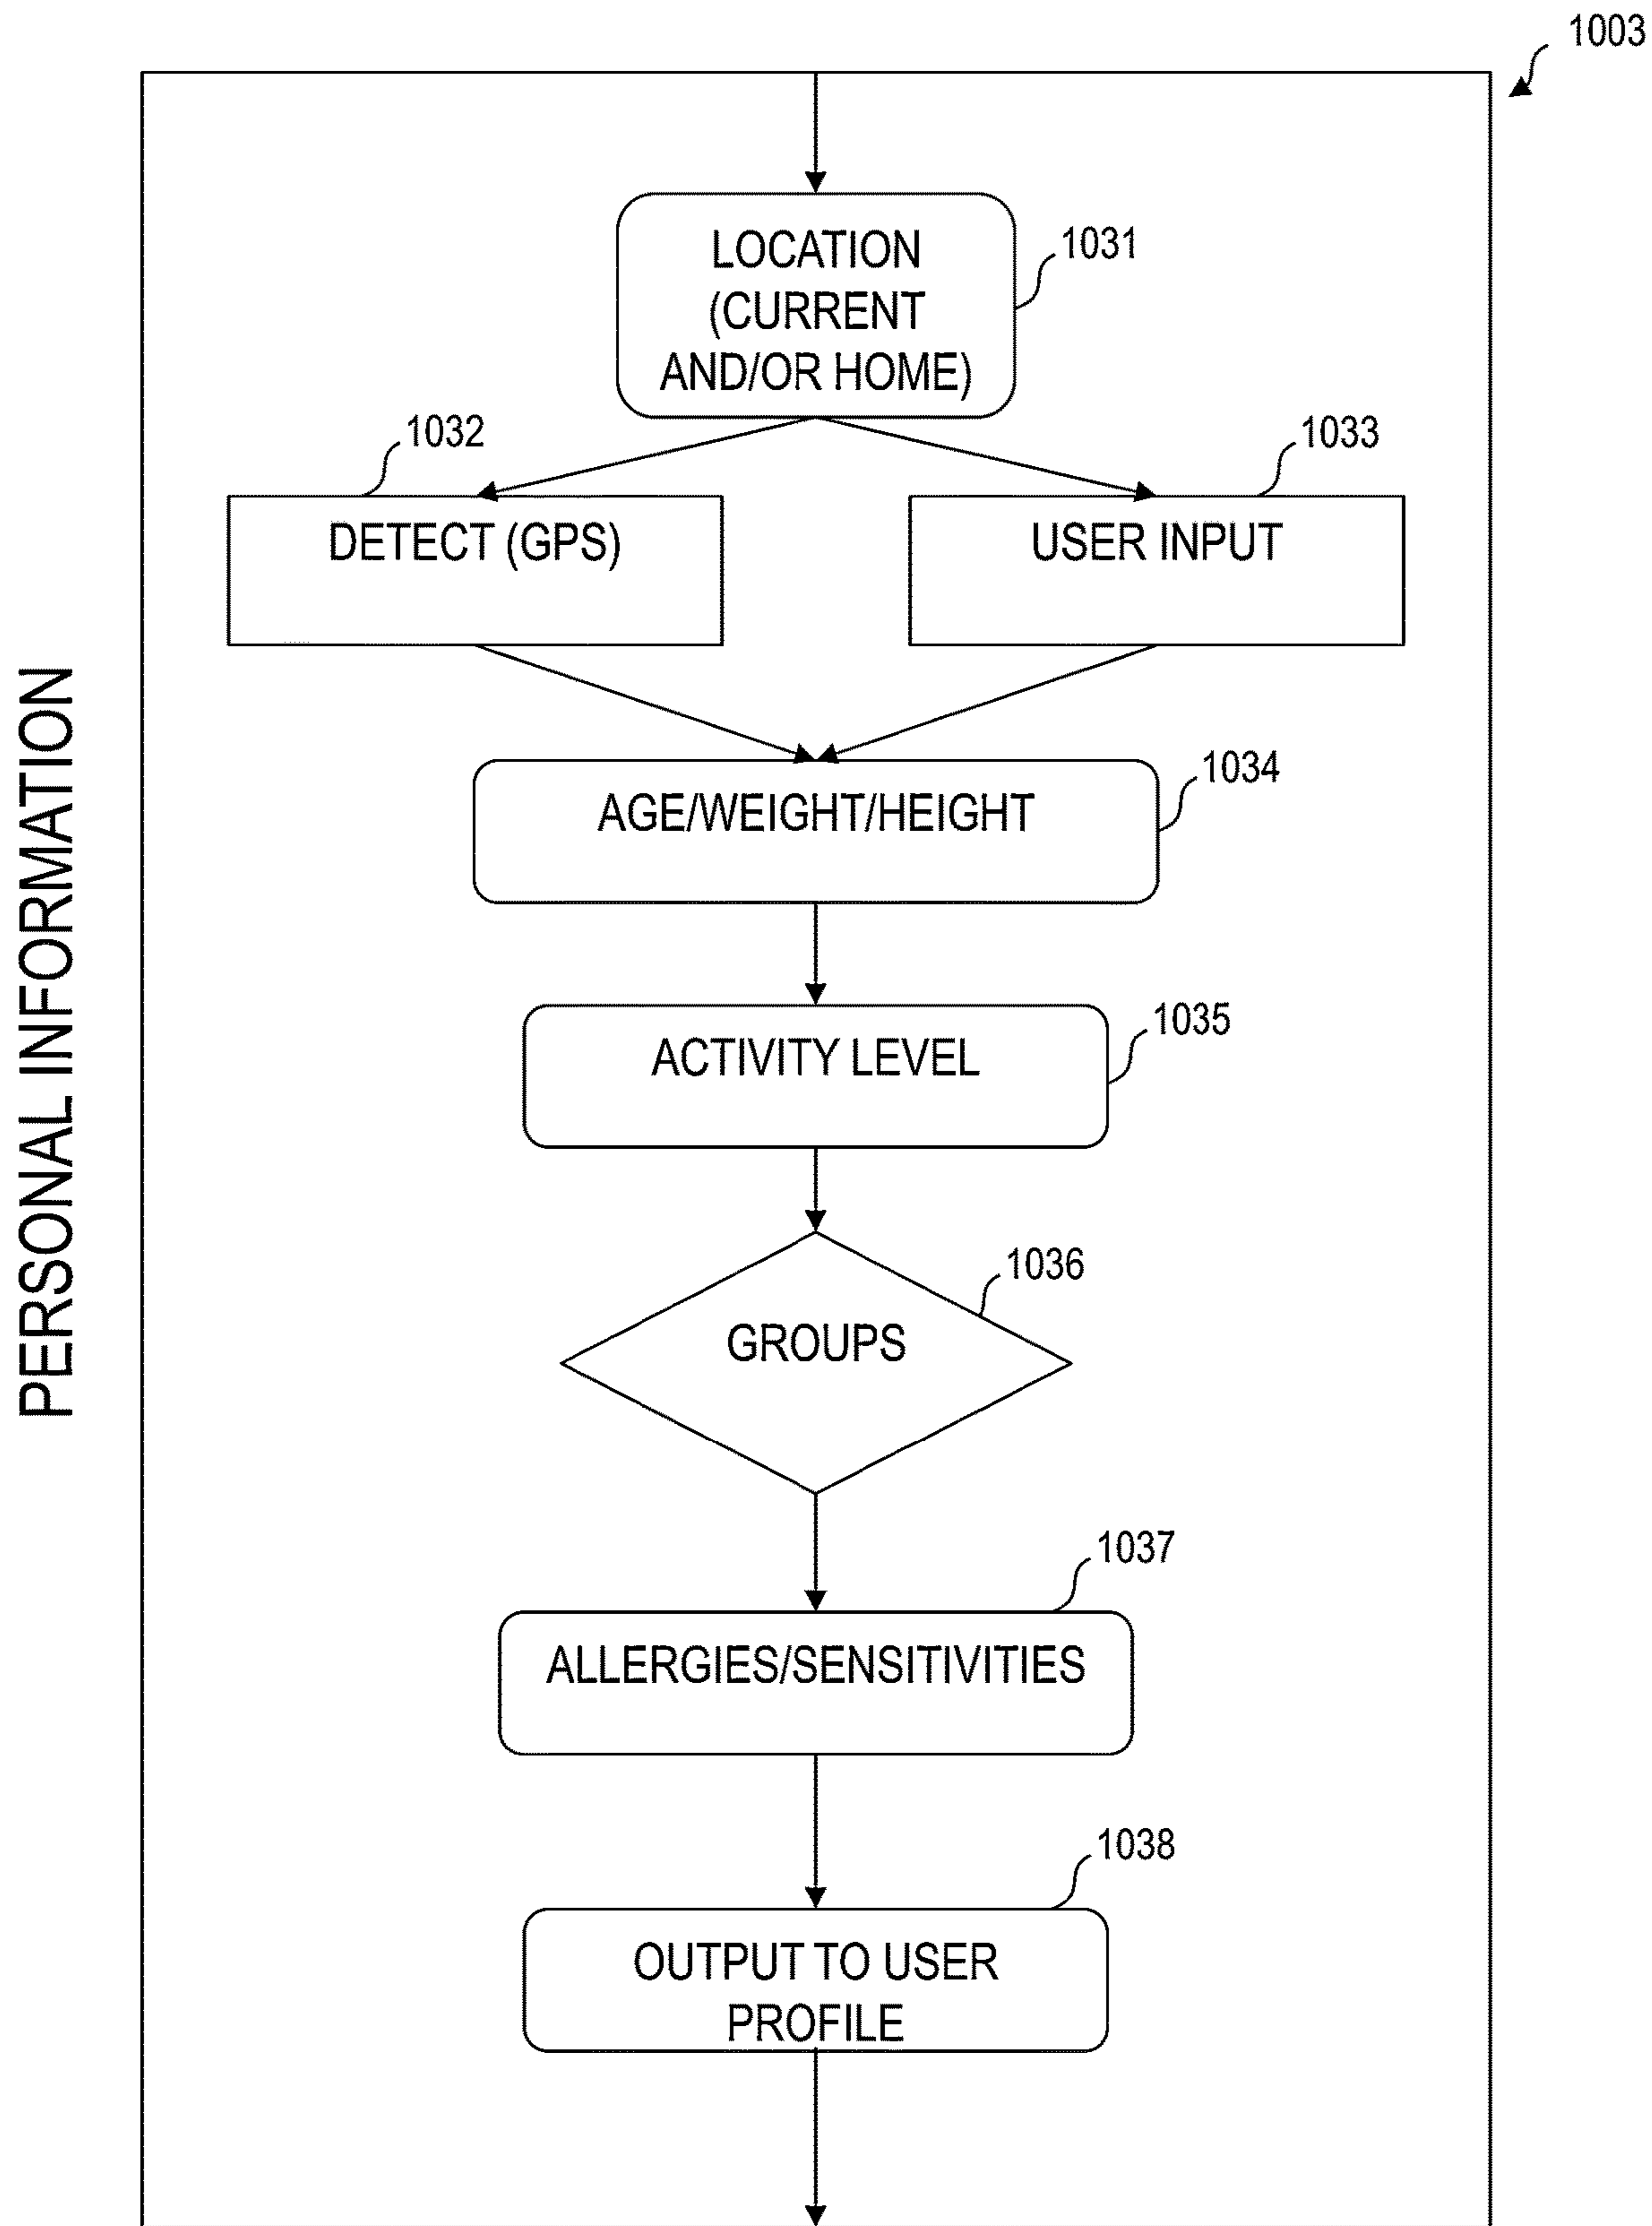 1003
PERSONAL INFORMATION
LOCATION
(CURRENT
AND/OR HOME)
1031
1032
1033
DETECT (GPS)
USER INPUT
1034
AGE/WEIGHT/HEIGHT
1035
ACTIVITY LEVEL
1036
GROUPS
1037
ALLERGIES/SENSITIVITIES
1038
OUTPUT TO USER
PROFILE